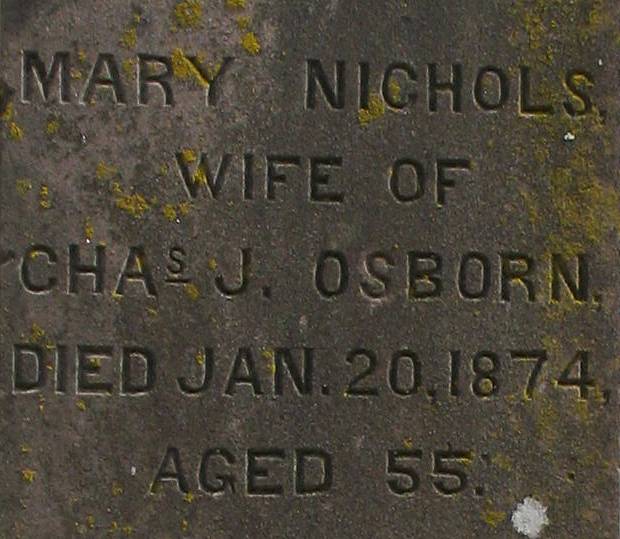 MARY NICHOLS,
WIFE OF
CHAS J. OSBORN,
DIED JAN. 20, 1874,
AGED 55.